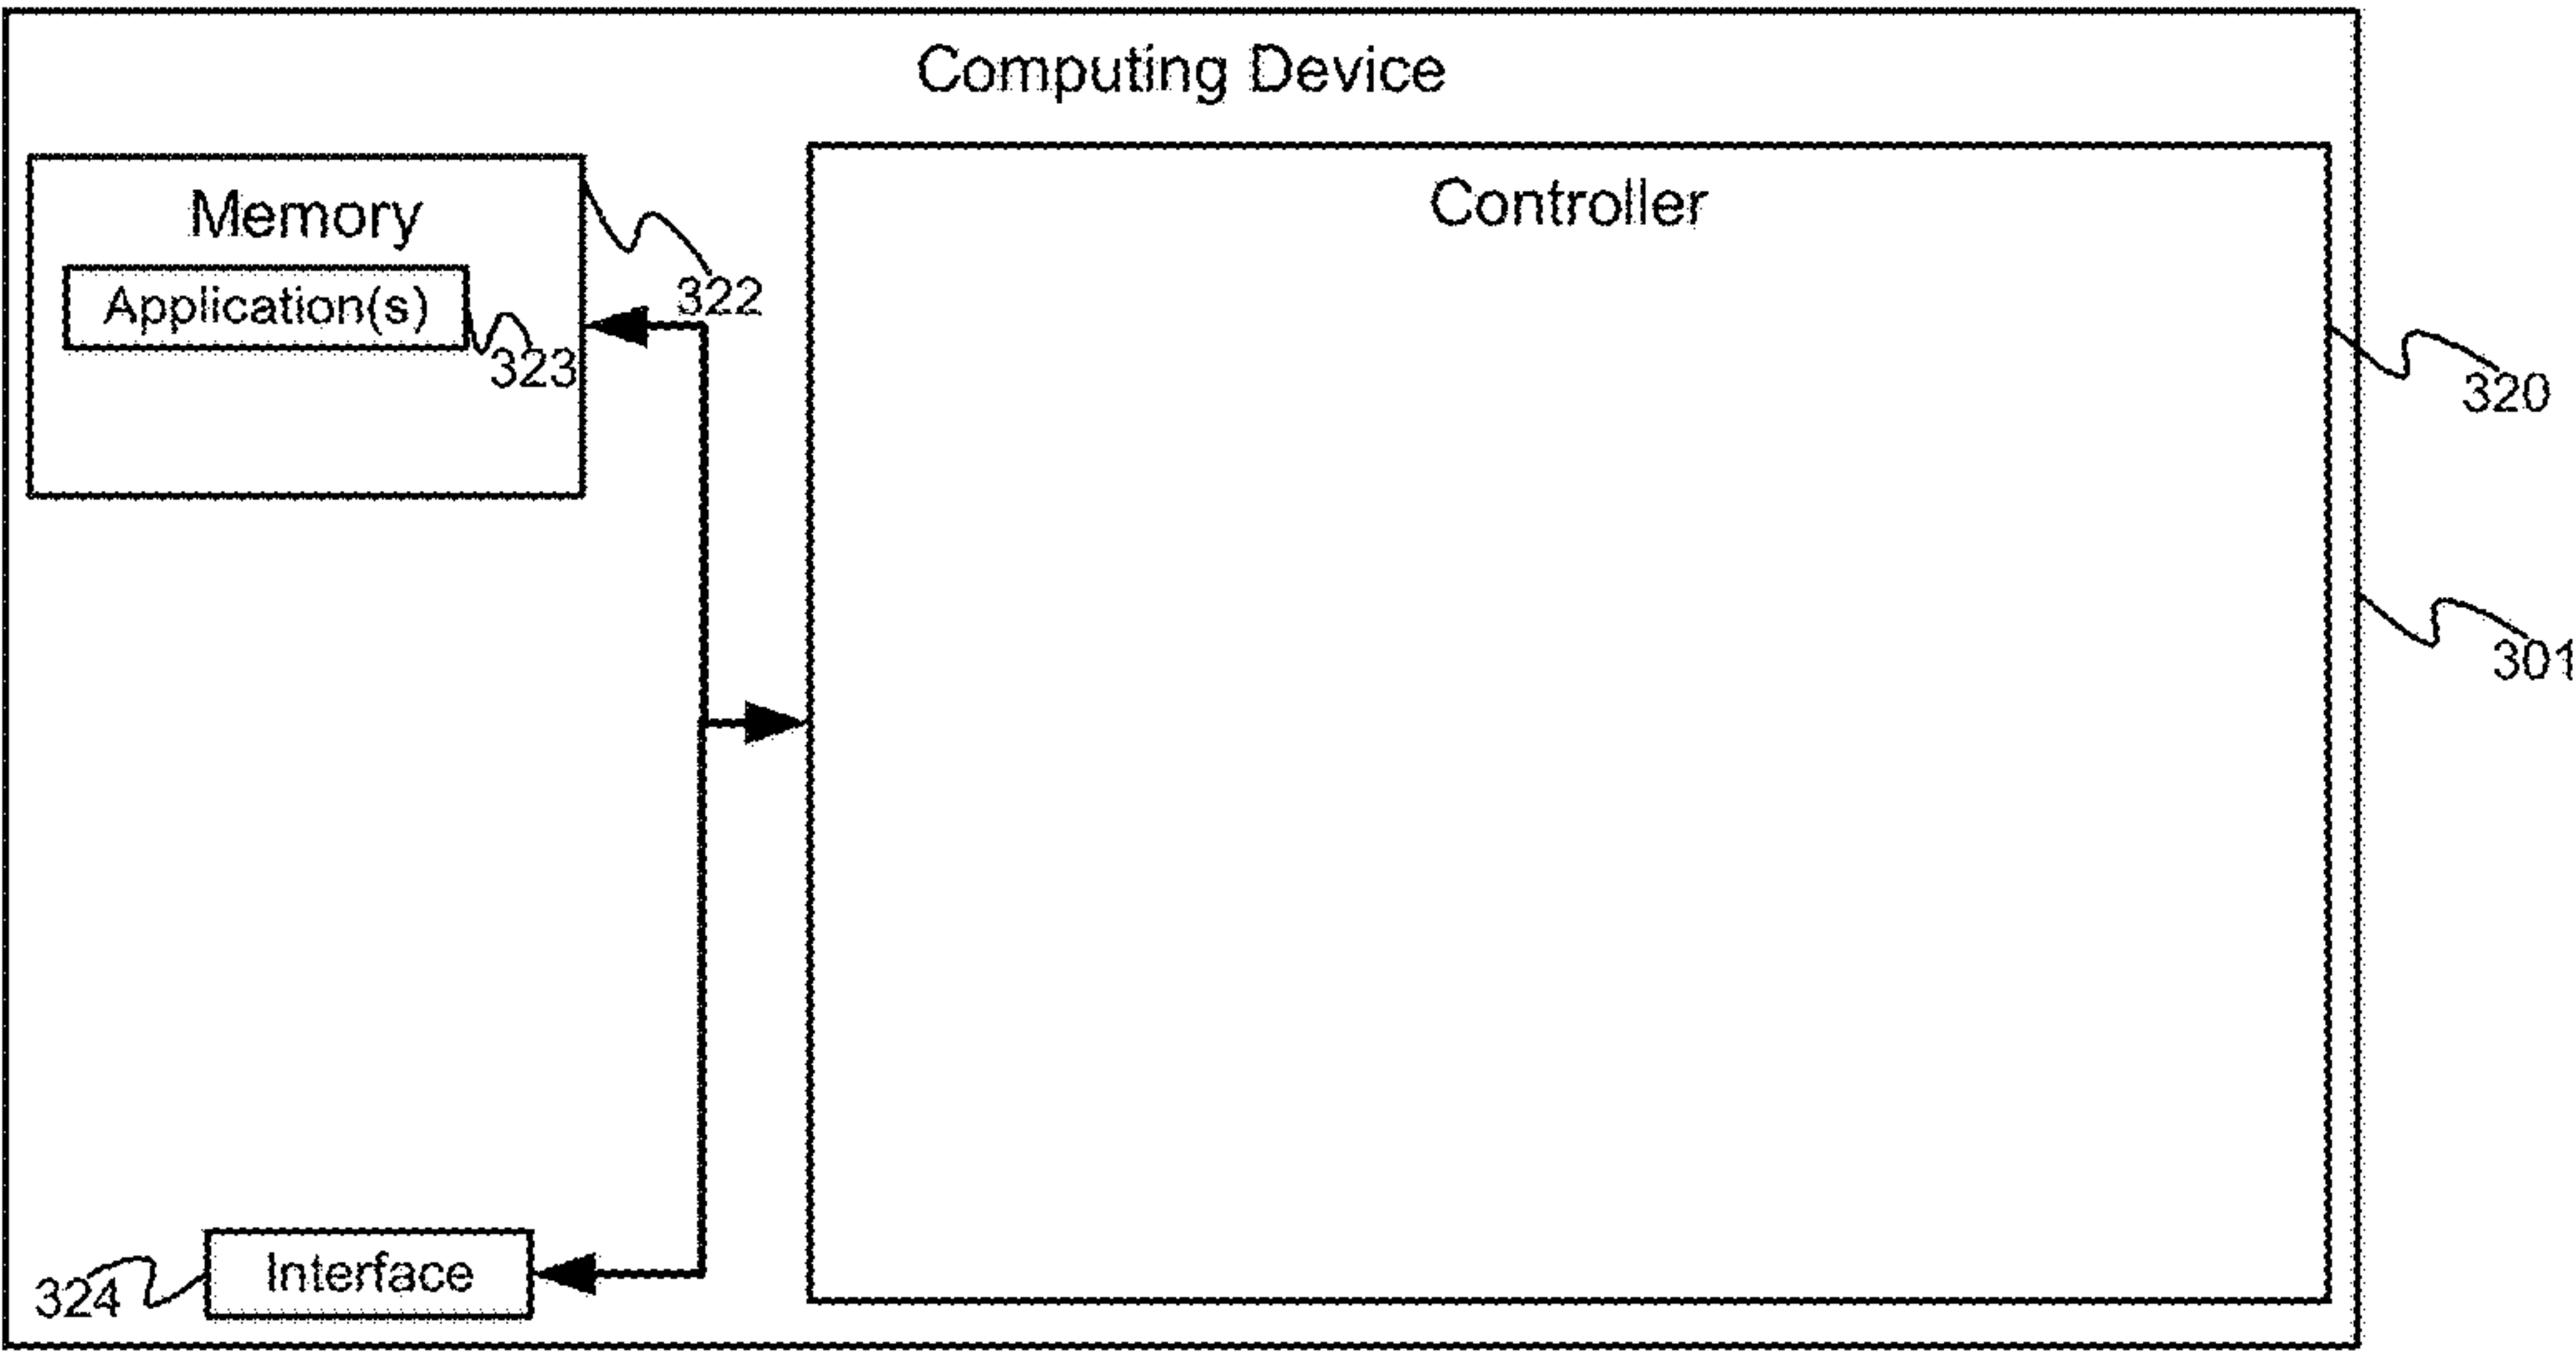 Computing Device
Memory
Controller
Application(s)
322
323
320
301
Interface
324